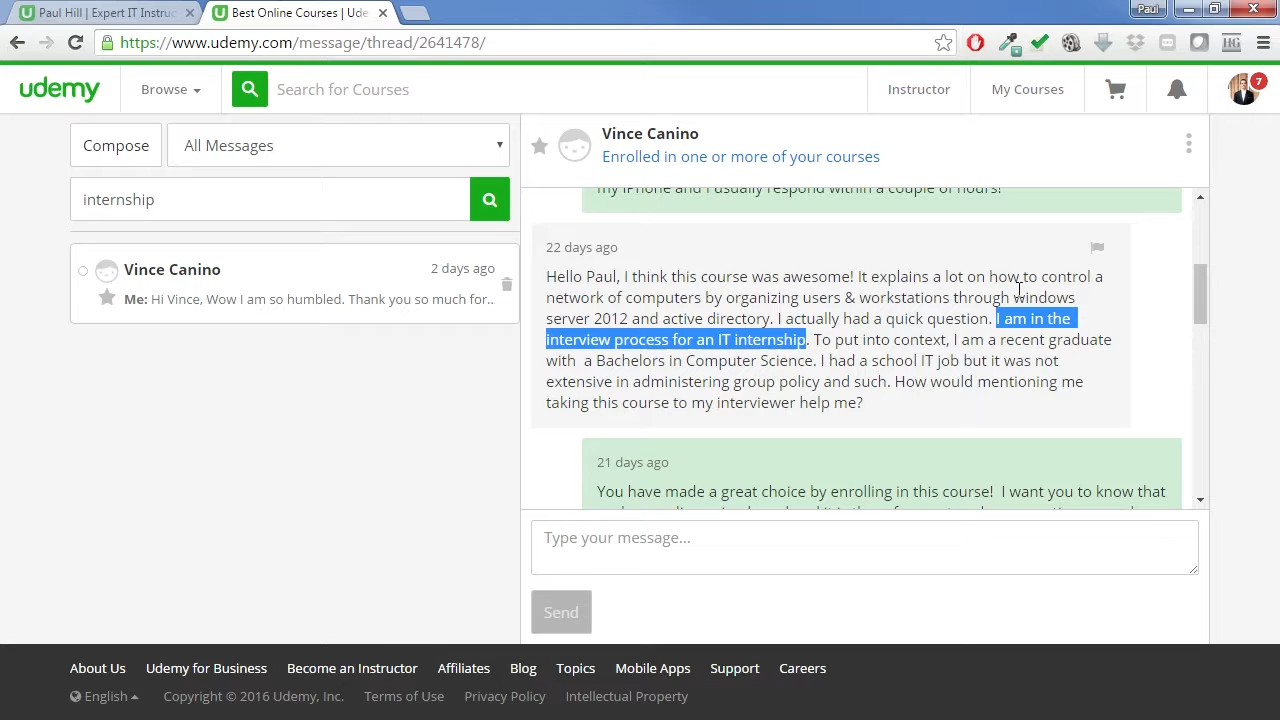 Paul Hill | Expert IT Instruc
Best Online Courses | Ude
Paul
https://www.udemy.com/message/thread/2641478/
udemy
Browse
Search for Courses
Instructor
My Courses
7
Compose
All Messages
internship
Vince Canino
2 days ago
Me: Hi Vince, Wow I am so humbled. Thank you so much for..
Vince Canino
Enrolled in one or more of your courses
my iPhone and I usually respond within a couple of hours!
22 days ago
Hello Paul, I think this course was awesome! It explains a lot on how to control a
network of computers by organizing users & workstations through windows
server 2012 and active directory. I actually had a quick question. I am in the
interview process for an IT internship. To put into context, I am a recent graduate
with a Bachelors in Computer Science. I had a school IT job but it was not
extensive in administering group policy and such. How would mentioning me
taking this course to my interviewer help me?
21 days ago
You have made a great choice by enrolling in this course! I want you to know that
Type your message...
Send
About Us
Udemy for Business
Become an Instructor
Affiliates
Blog
Topics
Mobile Apps
Support
Careers
English
Copyright © 2016 Udemy, Inc.
Terms of Use
Privacy Policy
Intellectual Property